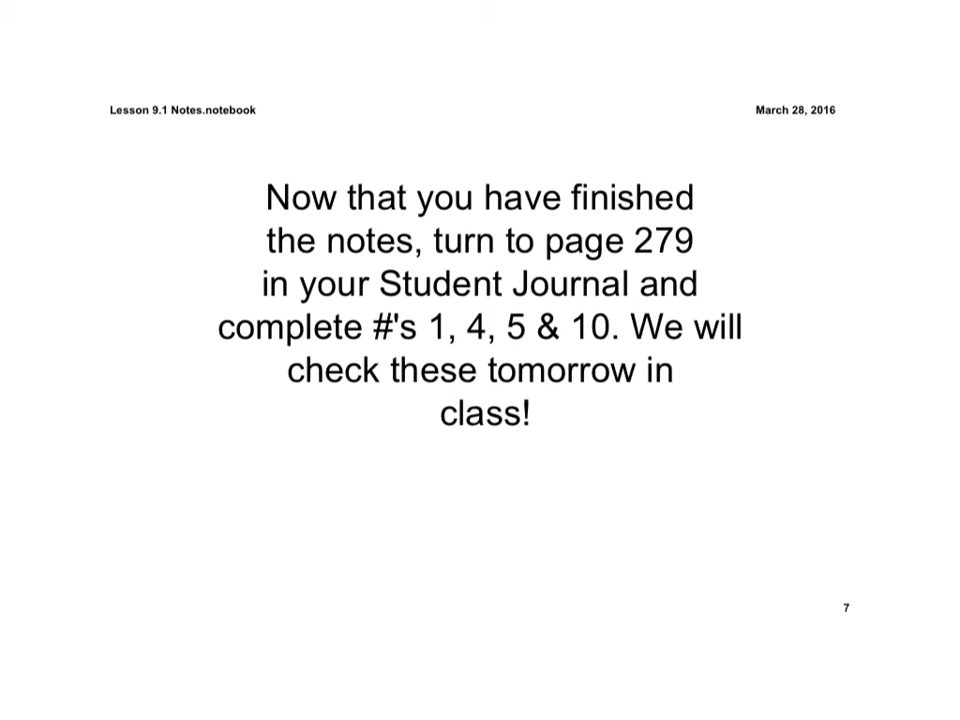 Lesson 9.1 Notes.notebook
March 28, 2016
Now that you have finished
the notes, turn to page 279
in your Student Journal and
complete #'s 1, 4, 5 & 10. We will
check these tomorrow in
class!
7